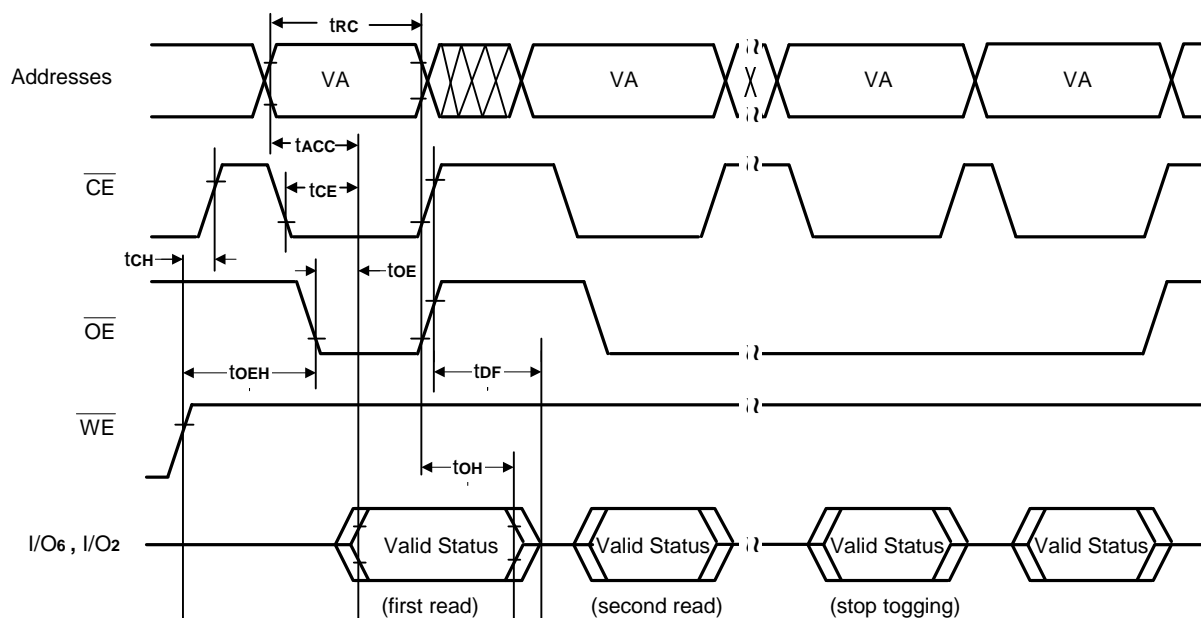 tRC
Addresses VA VA VA VA
tACC
CE
tCE
tCH
tOE
OE
tOEH
tDF
WE
tOH
I/O6 , I/O2 Valid Status Valid Status Valid Status Valid Status
(first read) (second read) (stop togging)